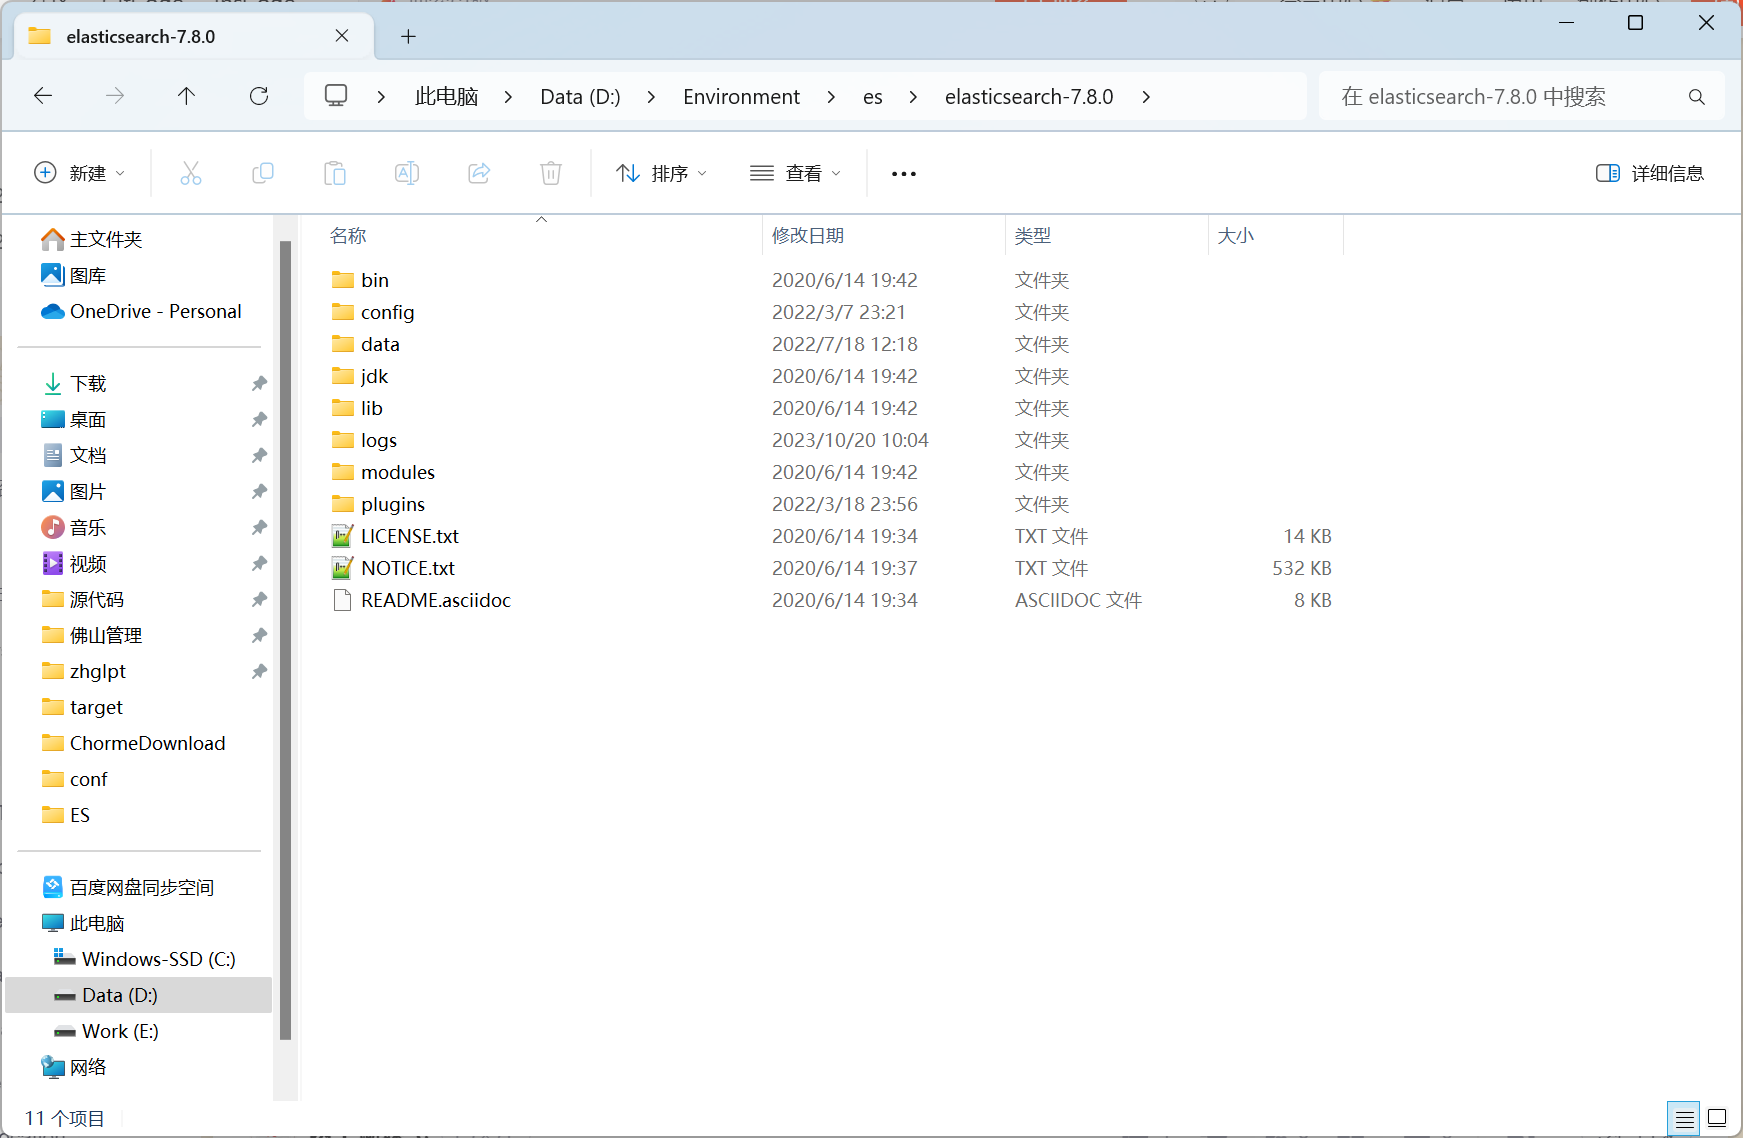 elasticsearch-7.8.0
此电脑 Data (D:) Environment es elasticsearch-7.8.0 在 elasticsearch-7.8.0 中搜索
新建 排序 查看 详细信息
主文件夹
图库
OneDrive - Personal
下载
桌面
文档
图片
音乐
视频
源代码
佛山管理
zhglpt
target
ChormeDownload
conf
ES
百度网盘同步空间
此电脑
Windows-SSD (C:)
Data (D:)
Work (E:)
网络
名称 修改日期 类型 大小
bin 2020/6/14 19:42 文件夹
config 2022/3/7 23:21 文件夹
data 2022/7/18 12:18 文件夹
jdk 2020/6/14 19:42 文件夹
lib 2020/6/14 19:42 文件夹
logs 2023/10/20 10:04 文件夹
modules 2020/6/14 19:42 文件夹
plugins 2022/3/18 23:56 文件夹
LICENSE.txt 2020/6/14 19:34 TXT 文件 14 KB
NOTICE.txt 2020/6/14 19:37 TXT 文件 532 KB
README.asciidoc 2020/6/14 19:34 ASCIIDOC 文件 8 KB
11 个项目